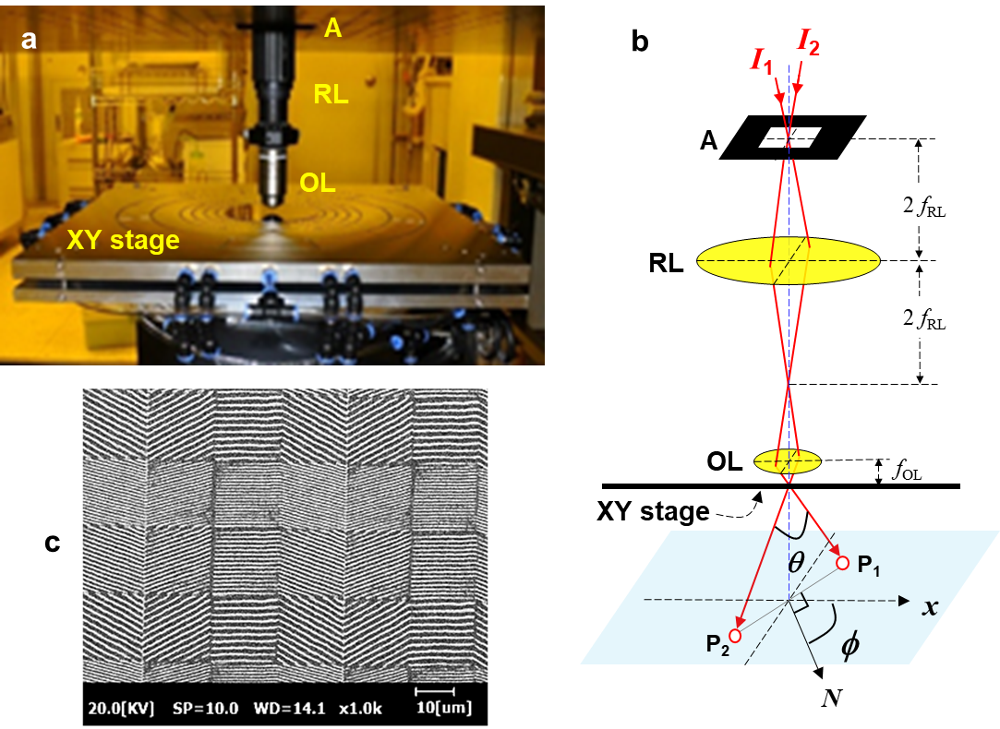 a
A
RL
OL
XY stage
b
I1
I2
A
2 fRL
RL
2 fRL
OL
fOL
XY stage
θ
P1
x
P2
ϕ
N
c
20.0[KV] SP=10.0 WD=14.1 x1.0k 10[um]